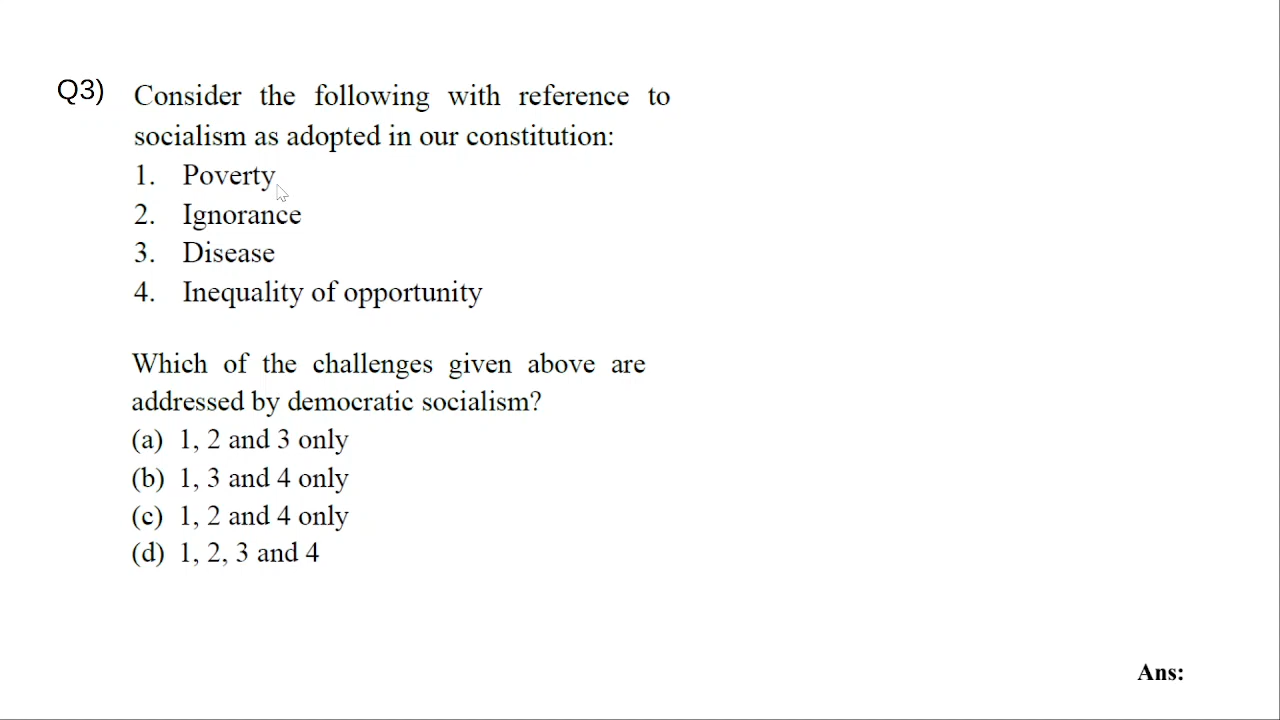 Q3) Consider the following with reference to
socialism as adopted in our constitution:
1. Poverty
2. Ignorance
3. Disease
4. Inequality of opportunity
Which of the challenges given above are
addressed by democratic socialism?
(a) 1, 2 and 3 only
(b) 1, 3 and 4 only
(c) 1, 2 and 4 only
(d) 1, 2, 3 and 4
Ans: